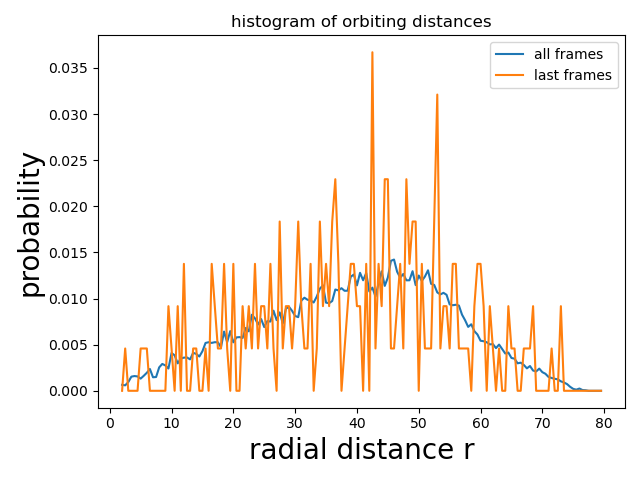 histogram of orbiting distances
all frames
last frames
probability
0.035
0.030
0.025
0.020
0.015
0.010
0.005
0.000
0 10 20 30 40 50 60 70 80
radial distance r